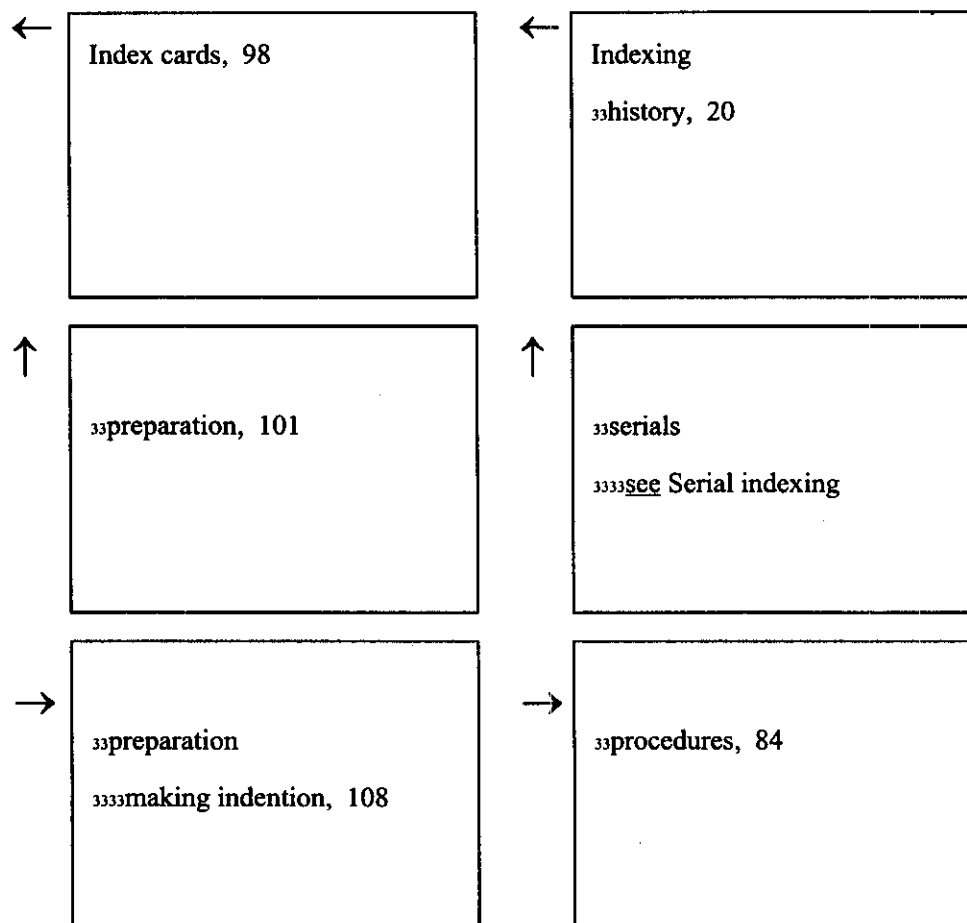 ← Index cards, 98
← Indexing
33history, 20
↑ 33preparation, 101
↑ 33serials
3333see Serial indexing
→ 33preparation
3333making indention, 108
→ 33procedures, 84